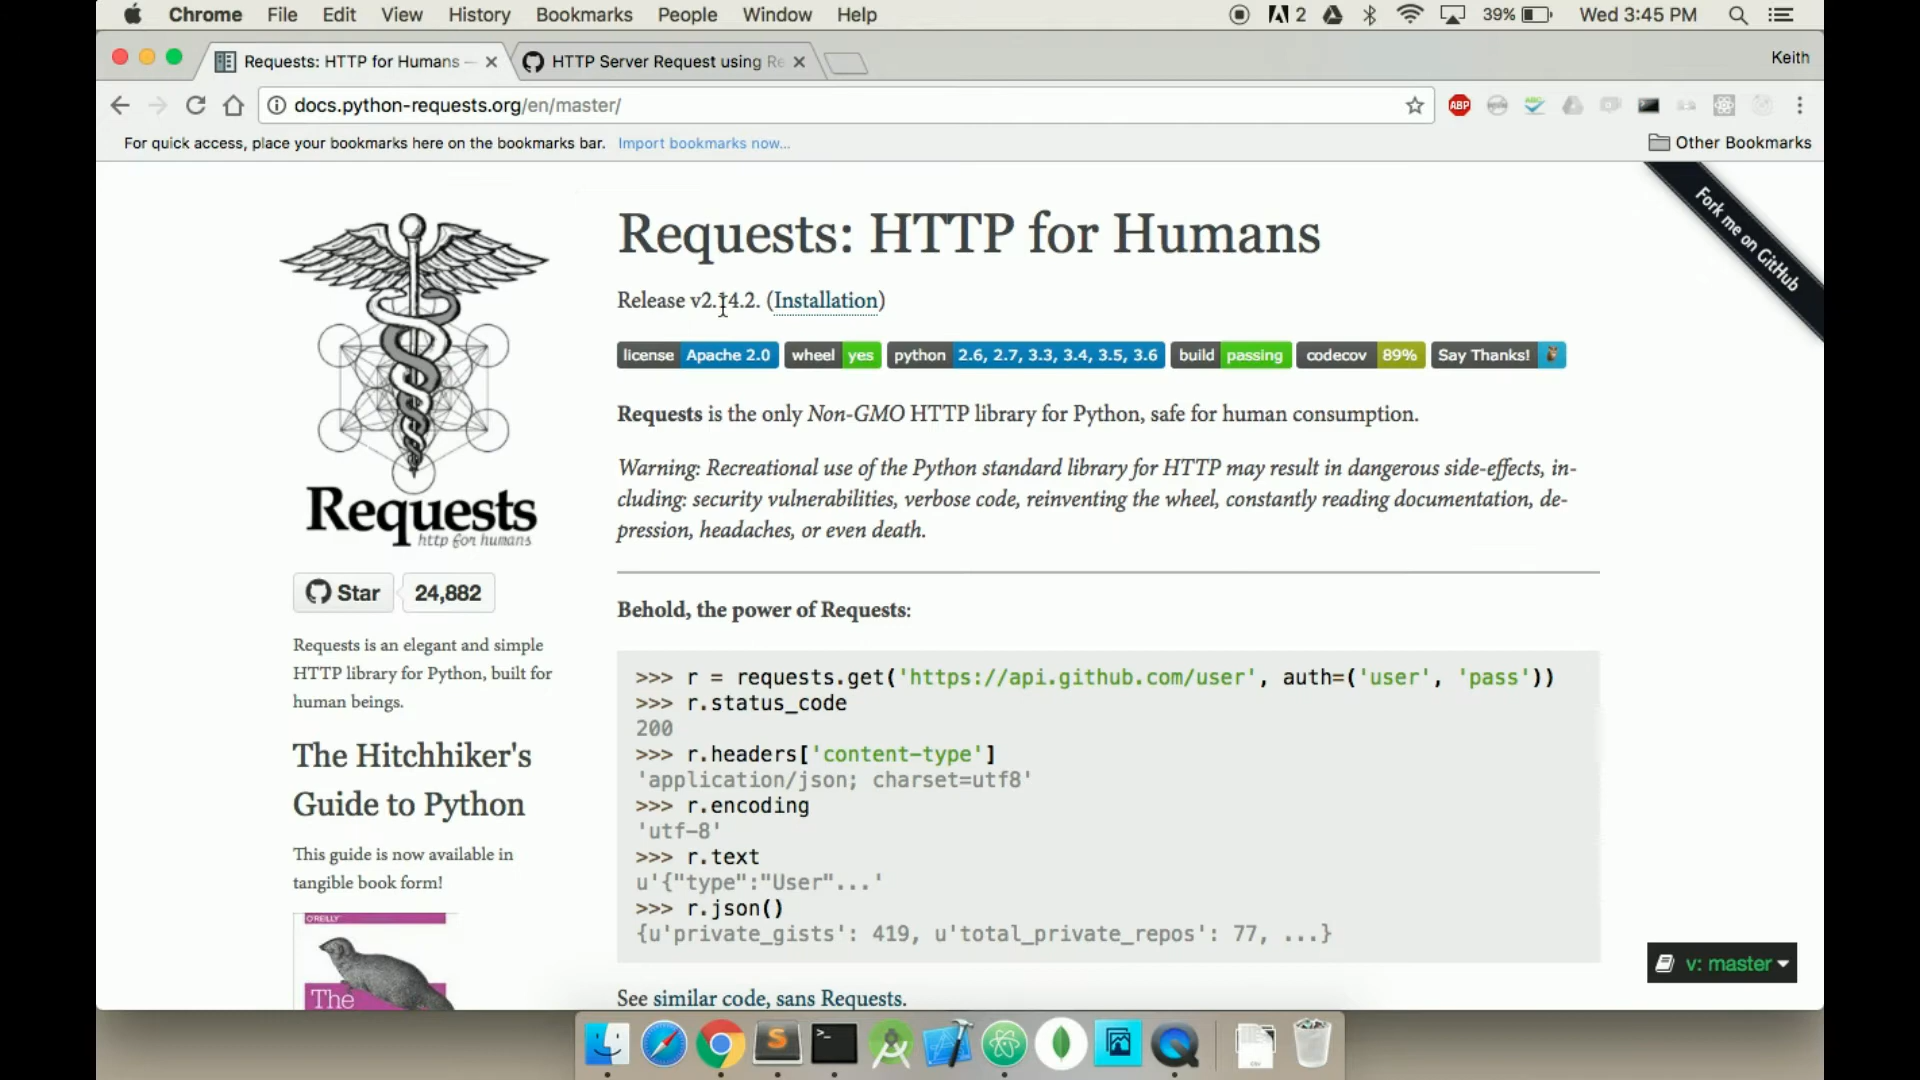 Chrome File Edit View History Bookmarks People Window Help
2 39% Wed 3:45 PM
Requests: HTTP for Humans —
HTTP Server Request using Re
Keith
docs.python-requests.org/en/master/
ABP
For quick access, place your bookmarks here on the bookmarks bar. Import bookmarks now...
Other Bookmarks
Fork me on GitHub
Requests
http for humans
Star 24,882
Requests is an elegant and simple
HTTP library for Python, built for
human beings.
The Hitchhiker's
Guide to Python
This guide is now available in
tangible book form!
O'REILLY
The
Requests: HTTP for Humans
Release v2.14.2. (Installation)
license Apache 2.0 wheel yes python 2.6, 2.7, 3.3, 3.4, 3.5, 3.6 build passing codecov 89% Say Thanks!
Requests is the only Non-GMO HTTP library for Python, safe for human consumption.
Warning: Recreational use of the Python standard library for HTTP may result in dangerous side-effects, in-
cluding: security vulnerabilities, verbose code, reinventing the wheel, constantly reading documentation, de-
pression, headaches, or even death.
Behold, the power of Requests:
>>> r = requests.get('https://api.github.com/user', auth=('user', 'pass'))
>>> r.status_code
200
>>> r.headers['content-type']
'application/json; charset=utf8'
>>> r.encoding
'utf-8'
>>> r.text
u'{"type":"User"...'
>>> r.json()
{u'private_gists': 419, u'total_private_repos': 77, ...}
See similar code, sans Requests.
v: master